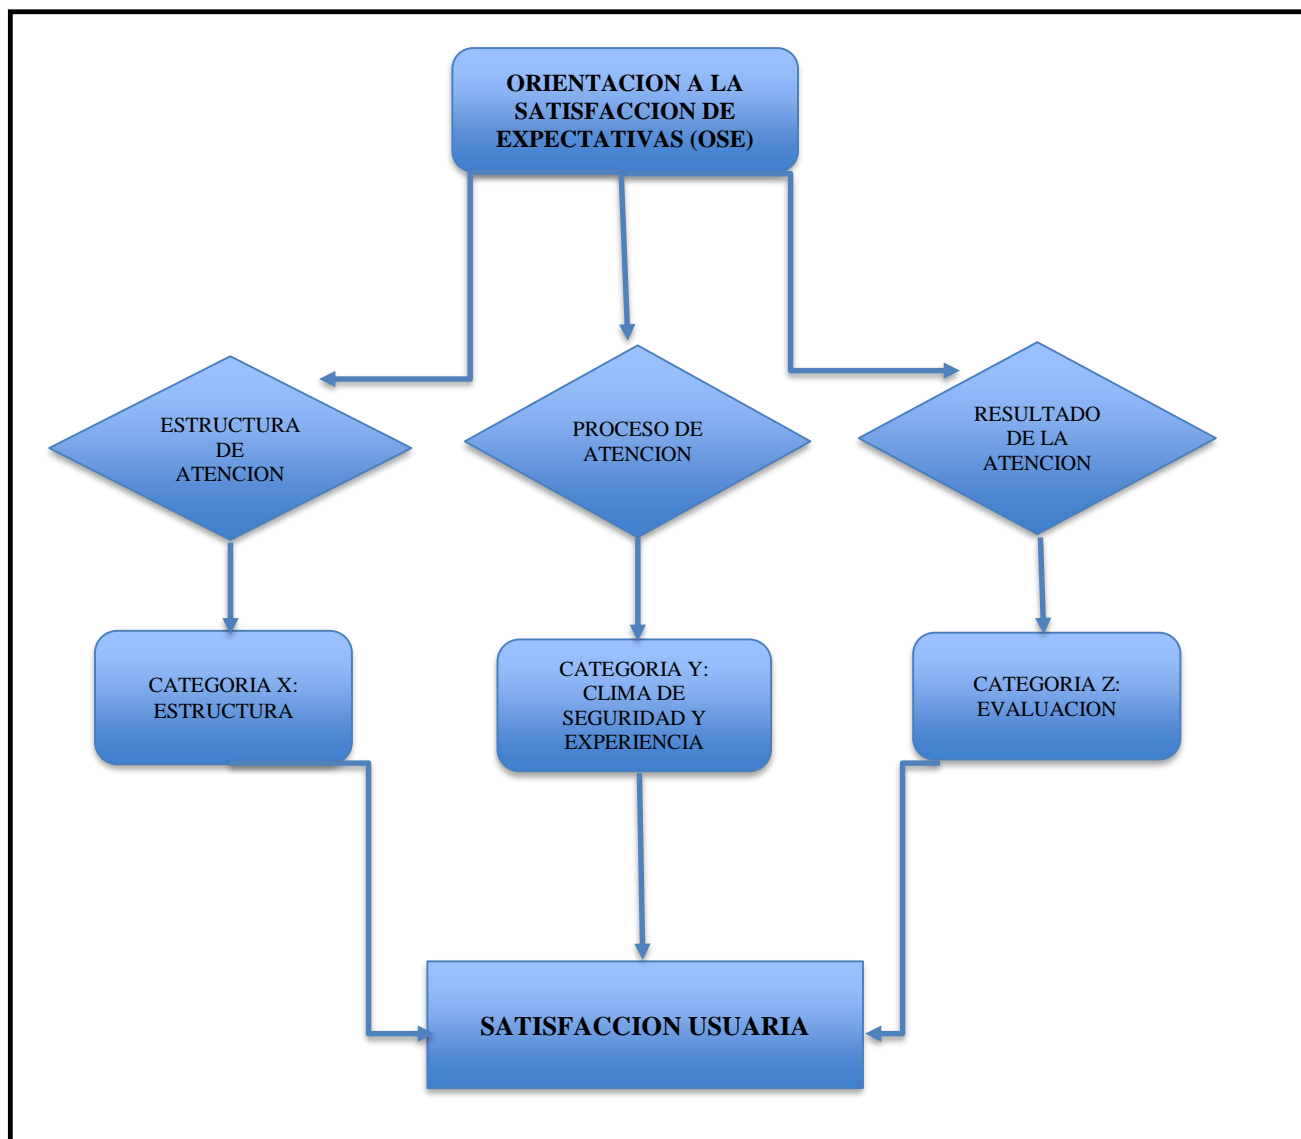 ORIENTACION A LA
SATISFACCION DE
EXPECTATIVAS (OSE)
ESTRUCTURA
DE
ATENCION
PROCESO DE
ATENCION
RESULTADO
DE LA
ATENCION
CATEGORIA X:
ESTRUCTURA
CATEGORIA Y:
CLIMA DE
SEGURIDAD Y
EXPERIENCIA
CATEGORIA Z:
EVALUACION
SATISFACCION USUARIA